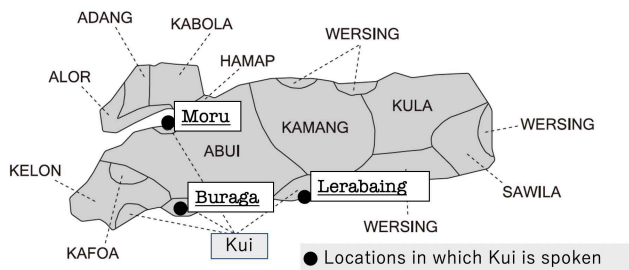 ADANG
KABOLA
WERSING
HAMAP
ALOR
Moru
KULA
KAMANG
WERSING
ABUI
KELON
Buraga
Lerabaing
SAWILA
WERSING
KAFOA
Kui
● Locations in which Kui is spoken